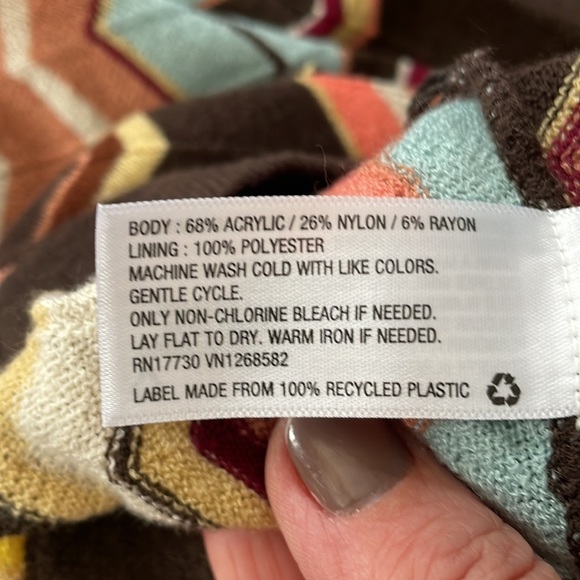 BODY : 68% ACRYLIC / 26% NYLON / 6% RAYON
LINING : 100% POLYESTER
MACHINE WASH COLD WITH LIKE COLORS.
GENTLE CYCLE.
ONLY NON-CHLORINE BLEACH IF NEEDED.
LAY FLAT TO DRY. WARM IRON IF NEEDED.
RN17730 VN1268582
LABEL MADE FROM 100% RECYCLED PLASTIC